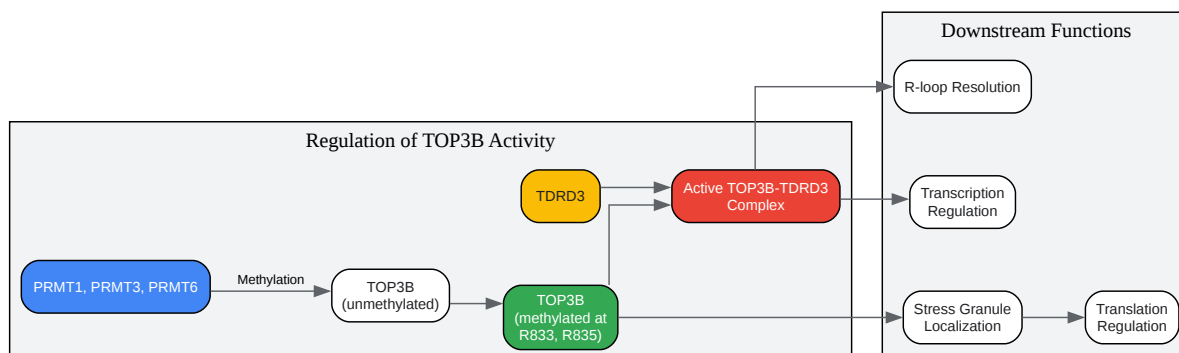 Downstream Functions
R-loop Resolution
Regulation of TOP3B Activity
TDRD3
Active TOP3B-TDRD3
Complex
Transcription
Regulation
PRMT1, PRMT3, PRMT6
Methylation
TOP3B
(unmethylated)
TOP3B
(methylated at
R833, R835)
Stress Granule
Localization
Translation
Regulation